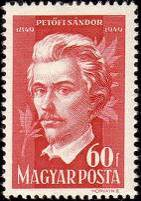 PETŐFI SÁNDOR
1849 1949
60f
MAGYAR POSTA